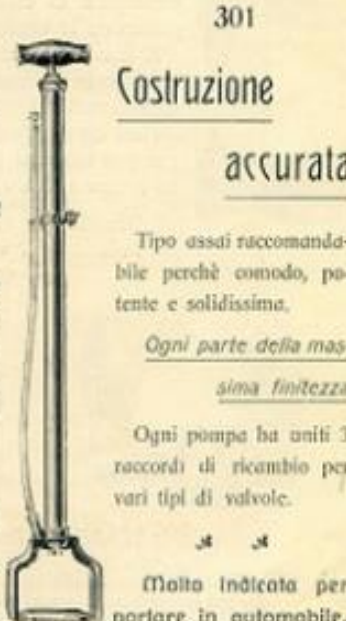 301
Costruzione
accurata
Tipo assai raccomanda-
bile perchè comodo, po-
tente e solidissimo.
Ogni parte della mas-
sima finitezza
Ogni pompa ha uniti 3
raccordi di ricambio per
vari tipi di valvole.
Molto indicata per
portare in automobile.